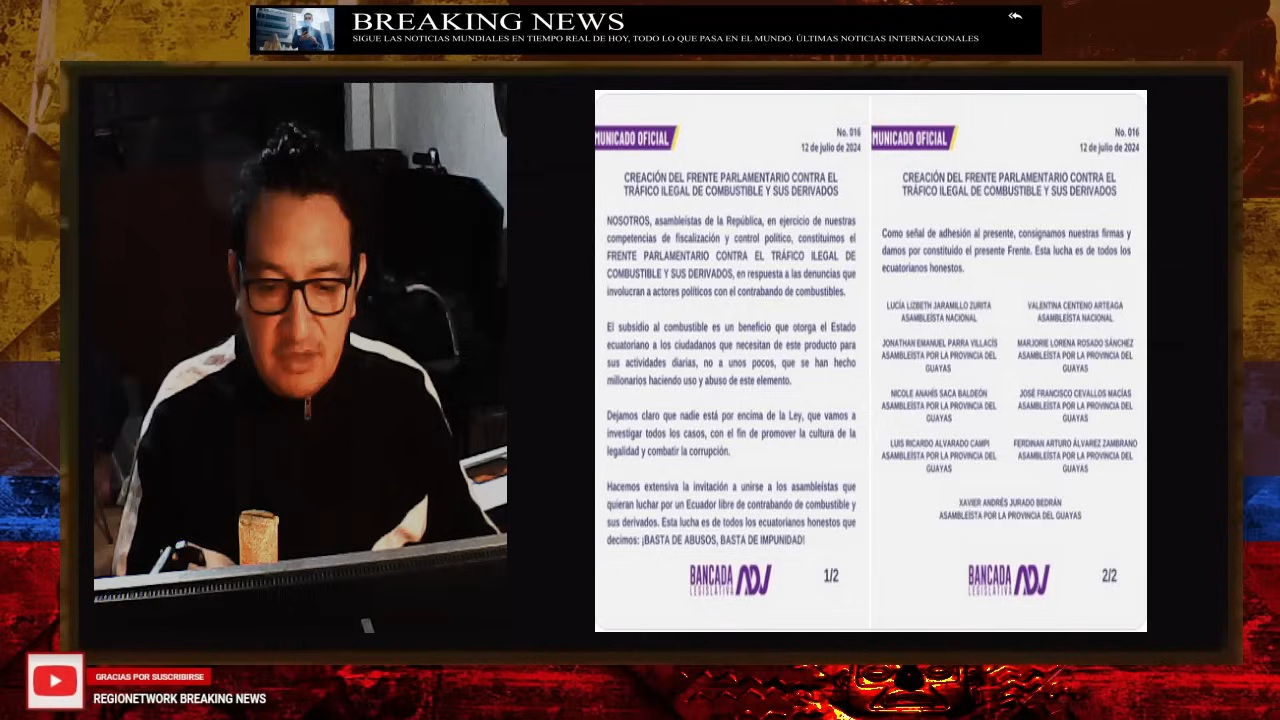 BREAKING NEWS
SIGUE LAS NOTICIAS MUNDIALES EN TIEMPO REAL DE HOY, TODO LO QUE PASA EN EL MUNDO. ÚLTIMAS NOTICIAS INTERNACIONALES
MUNICADO OFICIAL
No. 016
12 de julio de 2024
CREACIÓN DEL FRENTE PARLAMENTARIO CONTRA EL
TRÁFICO ILEGAL DE COMBUSTIBLE Y SUS DERIVADOS
NOSOTROS, asambleístas de la República, en ejercicio de nuestras
competencias de fiscalización y control político, constituimos el
FRENTE PARLAMENTARIO CONTRA EL TRÁFICO ILEGAL DE
COMBUSTIBLE Y SUS DERIVADOS, en respuesta a las denuncias que
involucran a actores políticos con el contrabando de combustibles.
El subsidio al combustible es un beneficio que otorga el Estado
ecuatoriano a los ciudadanos que necesitan de este producto para
sus actividades diarias, no a unos pocos, que se han hecho
millonarios haciendo uso y abuso de este elemento.
Dejamos claro que nadie está por encima de la Ley, que vamos a
investigar todos los casos, con el fin de promover la cultura de la
legalidad y combatir la corrupción.
Hacemos extensiva la invitación a unirse a los asambleístas que
quieran luchar por un Ecuador libre de contrabando de combustible y
sus derivados. Esta lucha es de todos los ecuatorianos honestos que
decimos: ¡BASTA DE ABUSOS, BASTA DE IMPUNIDAD!
BANCADA
LEGISLATIVA
ADN
1/2
MUNICADO OFICIAL
No. 016
12 de julio de 2024
CREACIÓN DEL FRENTE PARLAMENTARIO CONTRA EL
TRÁFICO ILEGAL DE COMBUSTIBLE Y SUS DERIVADOS
Como señal de adhesión al presente, consignamos nuestras firmas y
damos por constituido el presente Frente. Esta lucha es de todos los
ecuatorianos honestos.
LUCÍA LIZBETH JARAMILLO ZURITA
ASAMBLEÍSTA NACIONAL
VALENTINA CENTENO ARTEAGA
ASAMBLEÍSTA NACIONAL
JONATHAN EMANUEL PARRA VILLACÍS
ASAMBLEÍSTA POR LA PROVINCIA DEL
GUAYAS
MARJORIE LORENA ROSADO SÁNCHEZ
ASAMBLEÍSTA POR LA PROVINCIA DEL
GUAYAS
NICOLE ANAHÍS SACA BALDEÓN
ASAMBLEÍSTA POR LA PROVINCIA DEL
GUAYAS
JOSÉ FRANCISCO CEVALLOS MACÍAS
ASAMBLEÍSTA POR LA PROVINCIA DEL
GUAYAS
LUIS RICARDO ALVARADO CAMPI
ASAMBLEÍSTA POR LA PROVINCIA DEL
GUAYAS
FERDINAN ARTURO ÁLVAREZ ZAMBRANO
ASAMBLEÍSTA POR LA PROVINCIA DEL
GUAYAS
XAVIER ANDRÉS JURADO BEDRÁN
ASAMBLEÍSTA POR LA PROVINCIA DEL GUAYAS
BANCADA
LEGISLATIVA
ADN
2/2
GRACIAS POR SUSCRIBIRSE
REGIONETWORK BREAKING NEWS